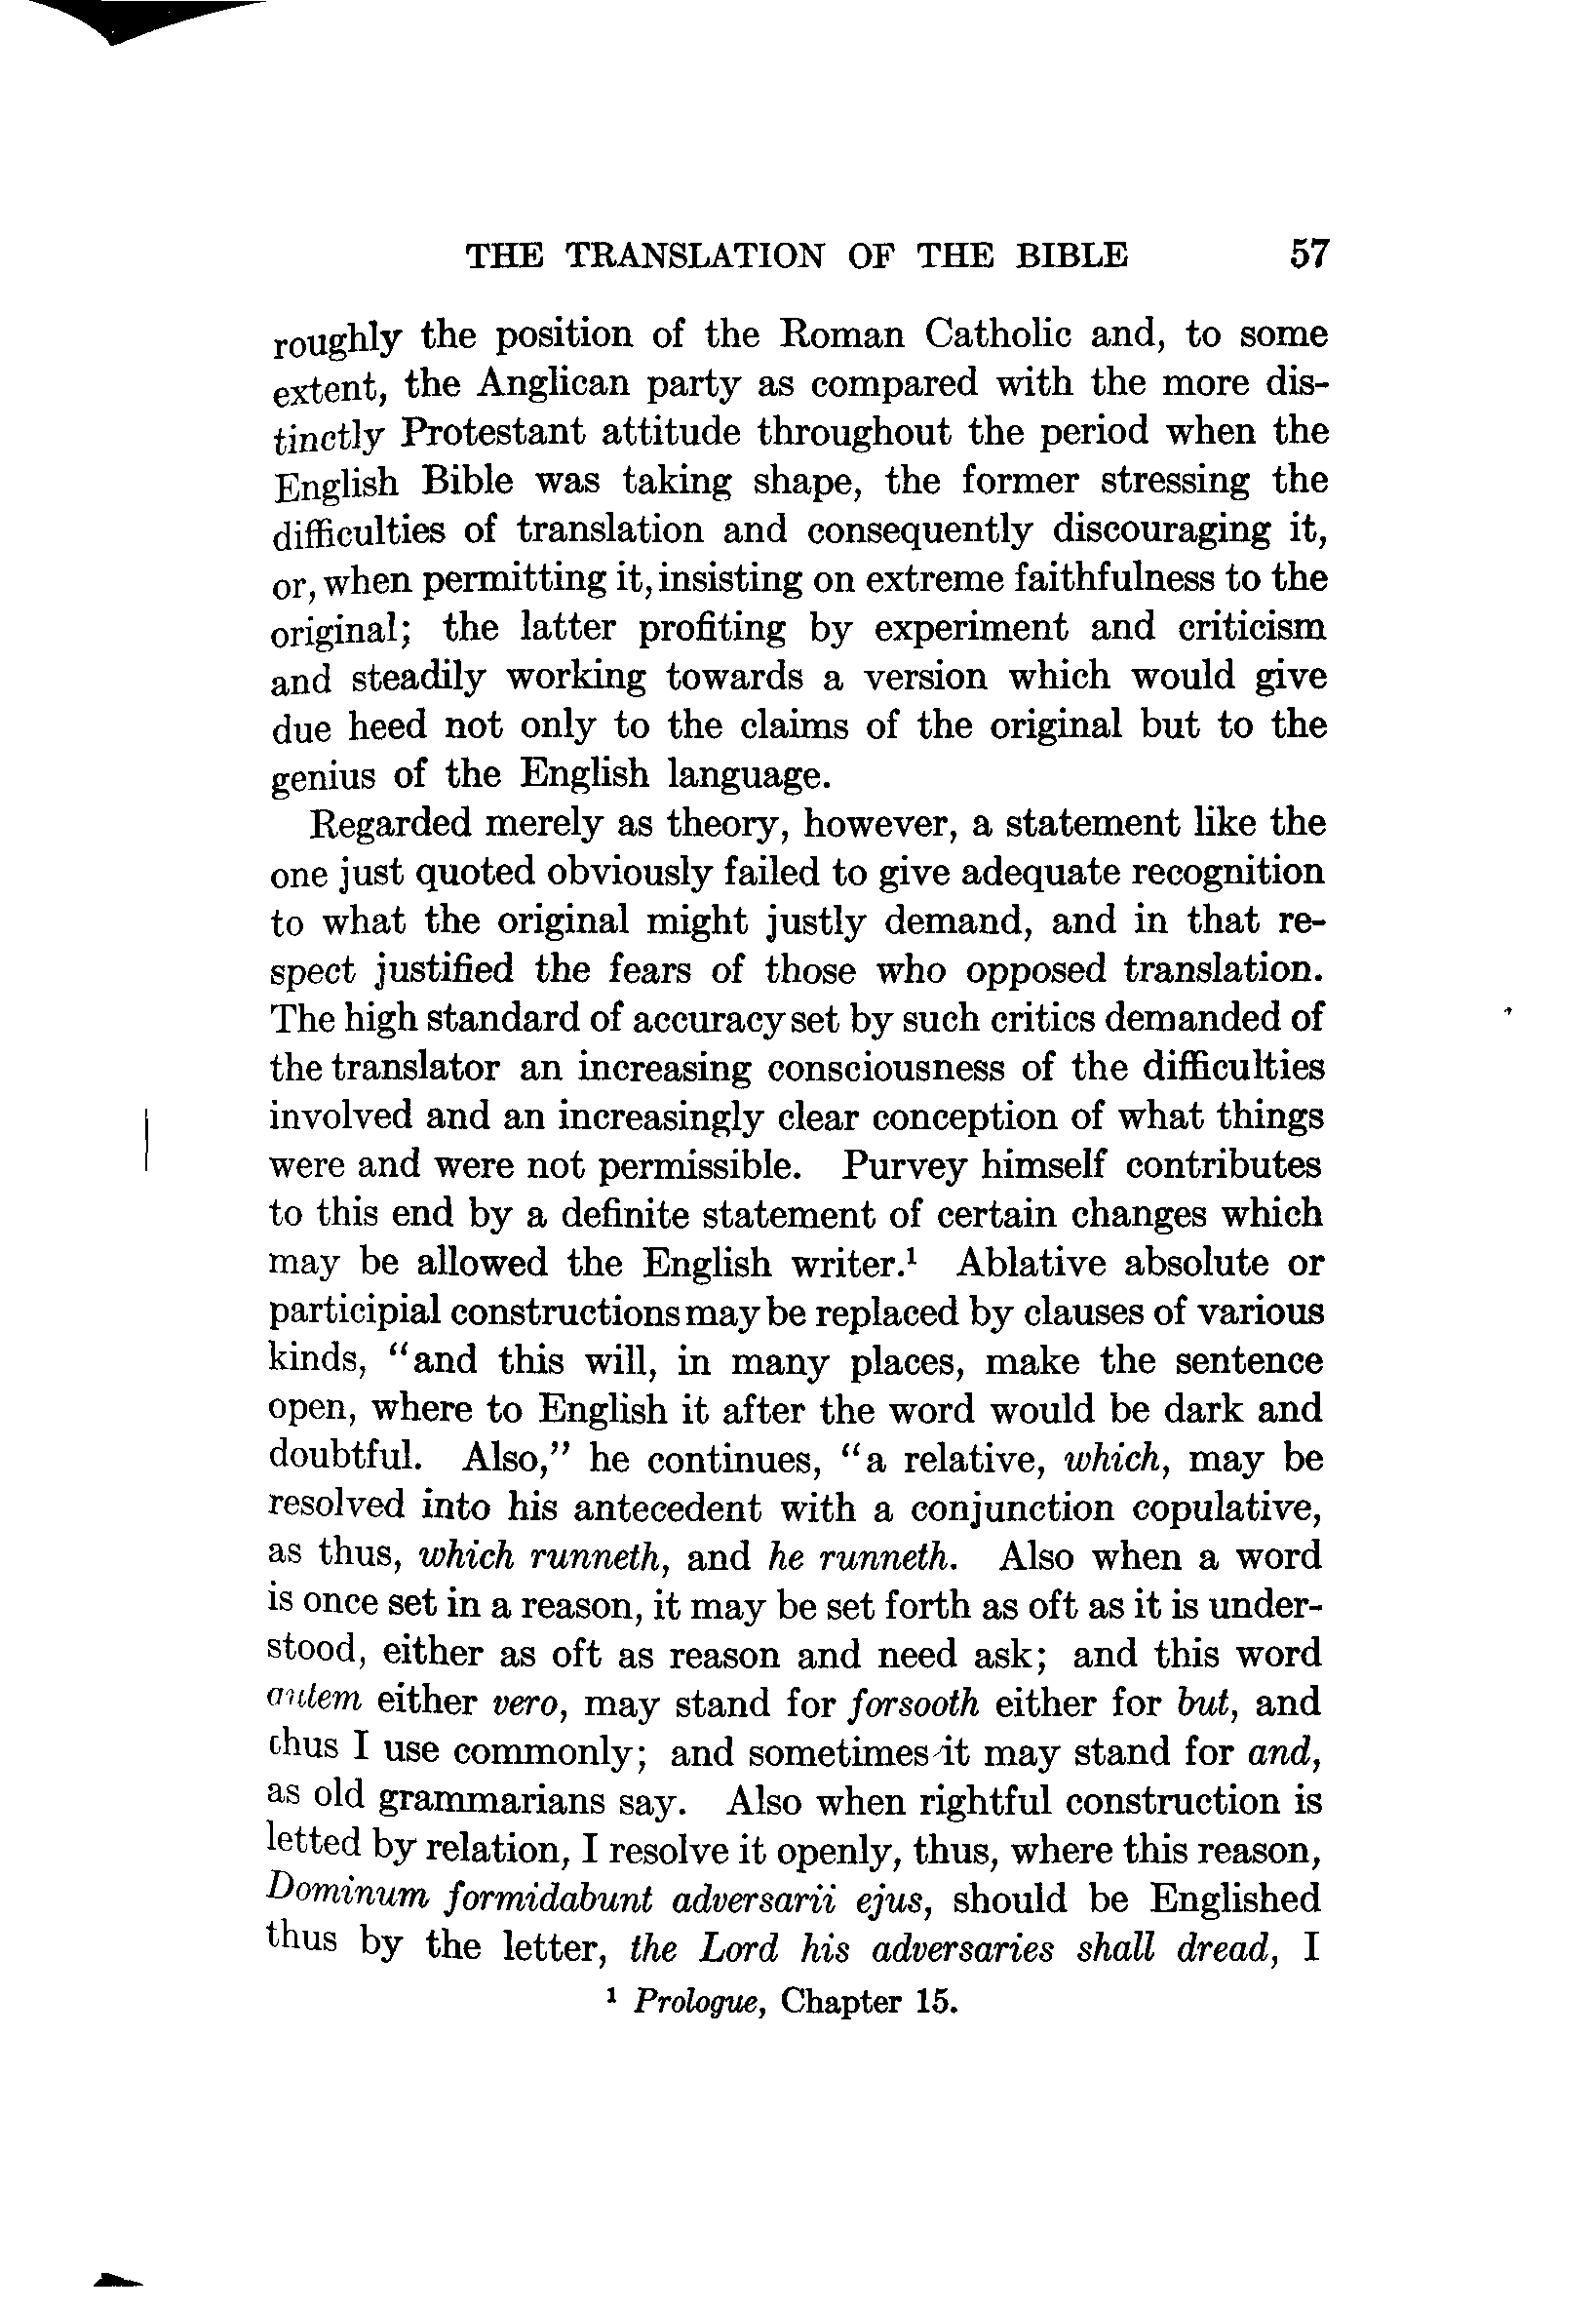 THE TRANSLATION OF THE BIBLE 57
roughly the position of the Roman Catholic and, to some
extent, the Anglican party as compared with the more dis-
tinctly Protestant attitude throughout the period when the
English Bible was taking shape, the former stressing the
difficulties of translation and consequently discouraging it,
or, when permitting it, insisting on extreme faithfulness to the
original; the latter profiting by experiment and criticism
and steadily working towards a version which would give
due heed not only to the claims of the original but to the
genius of the English language.
Regarded merely as theory, however, a statement like the
one just quoted obviously failed to give adequate recognition
to what the original might justly demand, and in that re-
spect justified the fears of those who opposed translation.
The high standard of accuracy set by such critics demanded of
the translator an increasing consciousness of the difficulties
involved and an increasingly clear conception of what things
were and were not permissible. Purvey himself contributes
to this end by a definite statement of certain changes which
may be allowed the English writer.¹ Ablative absolute or
participial constructions may be replaced by clauses of various
kinds, "and this will, in many places, make the sentence
open, where to English it after the word would be dark and
doubtful. Also," he continues, "a relative, which, may be
resolved into his antecedent with a conjunction copulative,
as thus, which runneth, and he runneth. Also when a word
is once set in a reason, it may be set forth as oft as it is under-
stood, either as oft as reason and need ask; and this word
autem either vero, may stand for forsooth either for but, and
thus I use commonly; and sometimes it may stand for and,
as old grammarians say. Also when rightful construction is
letted by relation, I resolve it openly, thus, where this reason,
Dominum formidabunt adversarii ejus, should be Englished
thus by the letter, the Lord his adversaries shall dread, I
¹ Prologue, Chapter 15.